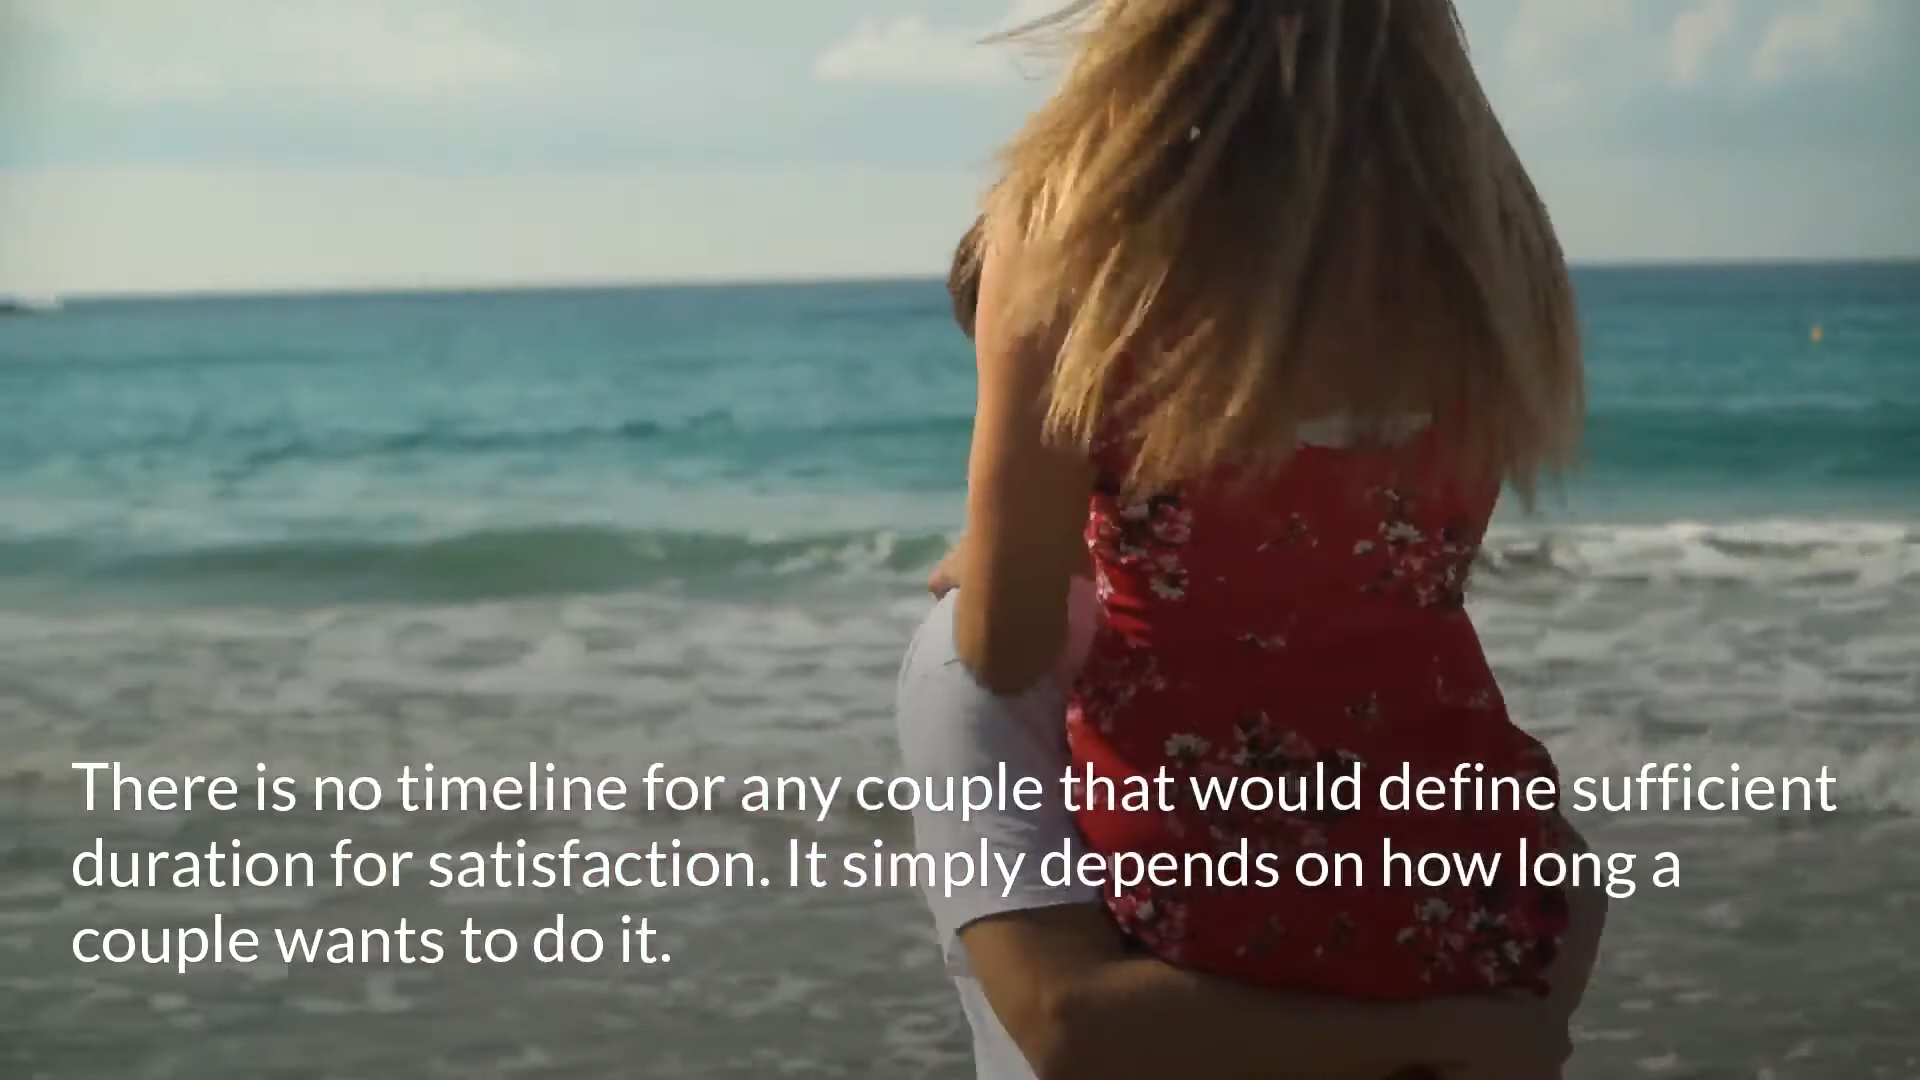 There is no timeline for any couple that would define sufficient
duration for satisfaction. It simply depends on how long a
couple wants to do it.